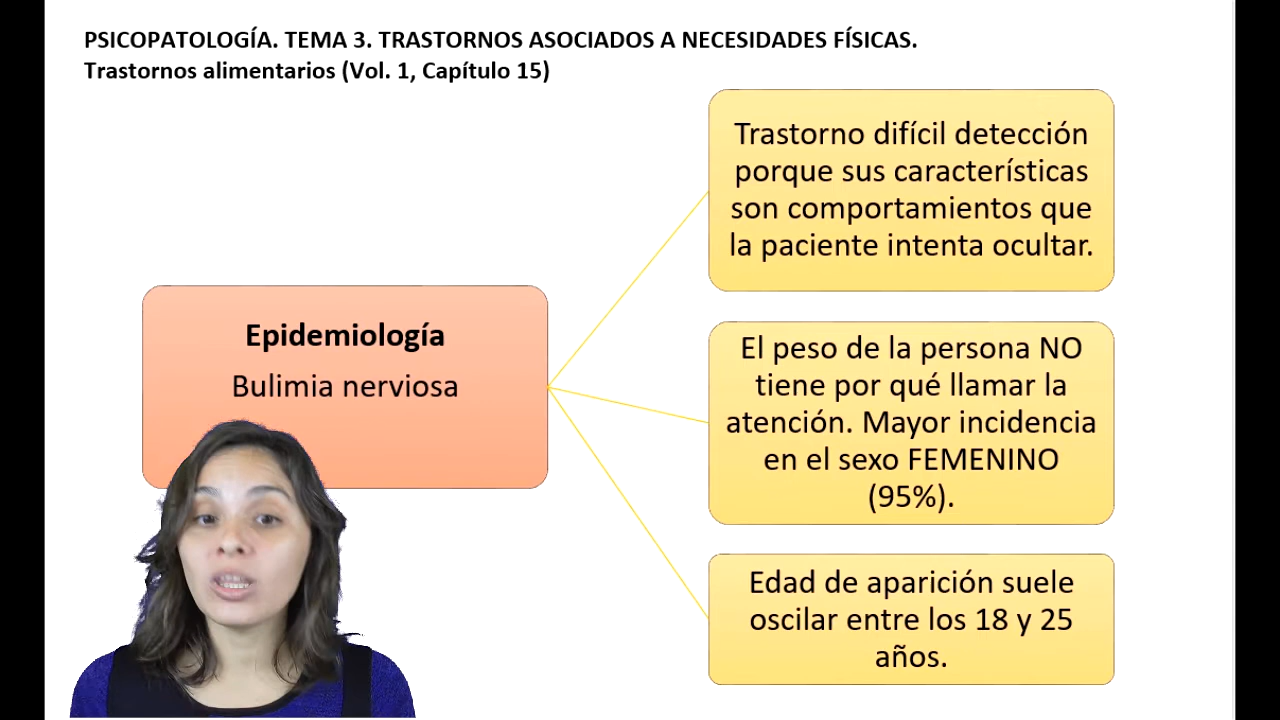 PSICOPATOLOGÍA. TEMA 3. TRASTORNOS ASOCIADOS A NECESIDADES FÍSICAS.
Trastornos alimentarios (Vol. 1, Capítulo 15)
Epidemiología
Bulimia nerviosa
Trastorno difícil detección
porque sus características
son comportamientos que
la paciente intenta ocultar.
El peso de la persona NO
tiene por qué llamar la
atención. Mayor incidencia
en el sexo FEMENINO
(95%).
Edad de aparición suele
oscilar entre los 18 y 25
años.